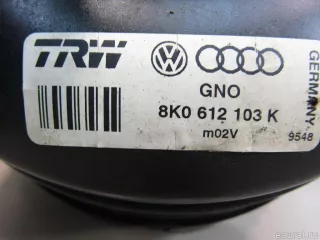 TRW
GNO
8K0 612 103 K
m02V
9548
GERMANY